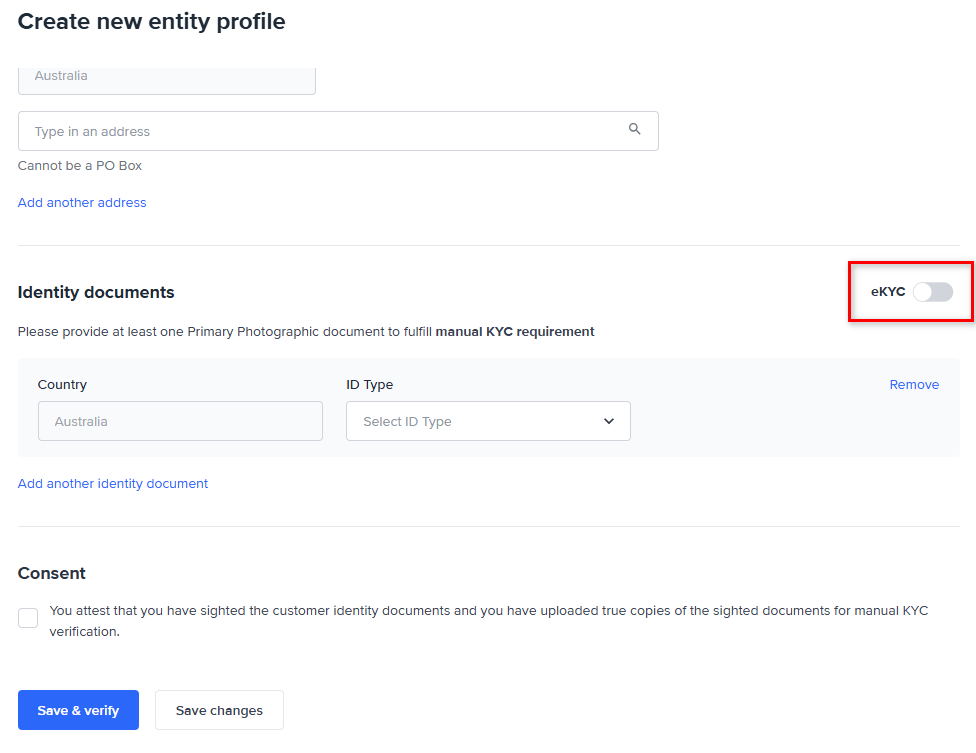 Create new entity profile
Australia
Type in an address
Cannot be a PO Box
Add another address
Identity documents
eKYC
Please provide at least one Primary Photographic document to fulfill manual KYC requirement
Country
ID Type
Remove
Australia
Select ID Type
Add another identity document
Consent
You attest that you have sighted the customer identity documents and you have uploaded true copies of the sighted documents for manual KYC
verification.
Save & verify
Save changes